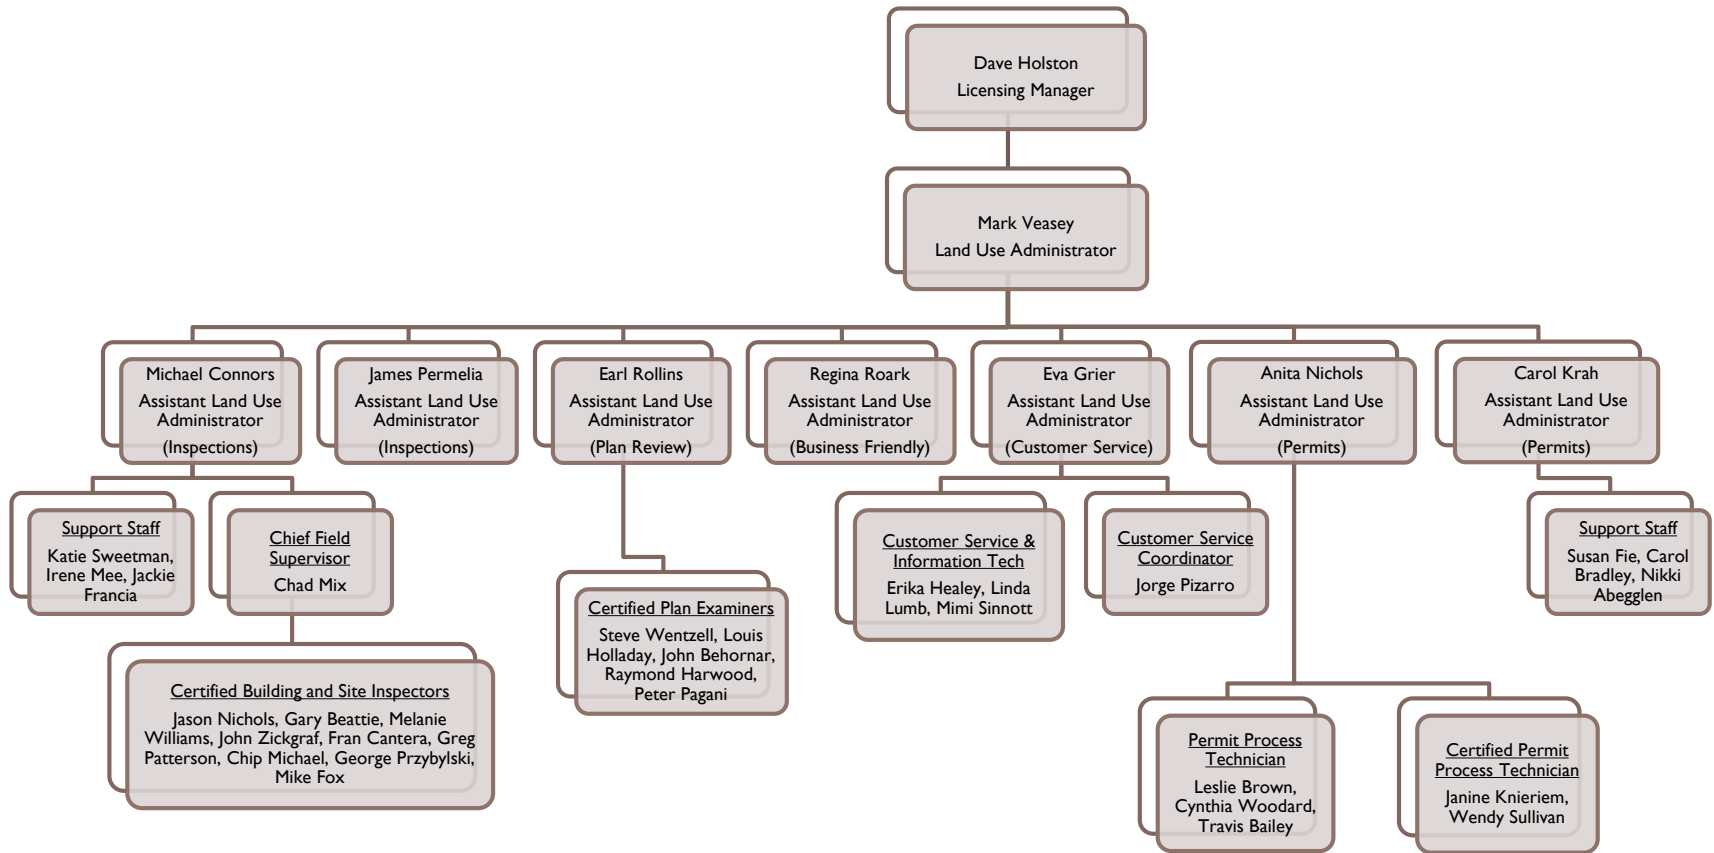 Dave Holston
Licensing Manager
Mark Veasey
Land Use Administrator
Michael Connors
Assistant Land Use
Administrator
(Inspections)
James Permelia
Assistant Land Use
Administrator
(Inspections)
Earl Rollins
Assistant Land Use
Administrator
(Plan Review)
Regina Roark
Assistant Land Use
Administrator
(Business Friendly)
Eva Grier
Assistant Land Use
Administrator
(Customer Service)
Anita Nichols
Assistant Land Use
Administrator
(Permits)
Carol Krah
Assistant Land Use
Administrator
(Permits)
Support Staff
Katie Sweetman,
Irene Mee, Jackie
Francia
Chief Field
Supervisor
Chad Mix
Certified Building and Site Inspectors
Jason Nichols, Gary Beattie, Melanie
Williams, John Zickgraf, Fran Cantera, Greg
Patterson, Chip Michael, George Przybylski,
Mike Fox
Certified Plan Examiners
Steve Wentzell, Louis
Holladay, John Behornar,
Raymond Harwood,
Peter Pagani
Customer Service &
Information Tech
Erika Healey, Linda
Lumb, Mimi Sinnott
Customer Service
Coordinator
Jorge Pizarro
Permit Process
Technician
Leslie Brown,
Cynthia Woodard,
Travis Bailey
Certified Permit
Process Technician
Janine Knieriem,
Wendy Sullivan
Support Staff
Susan Fie, Carol
Bradley, Nikki
Abegglen